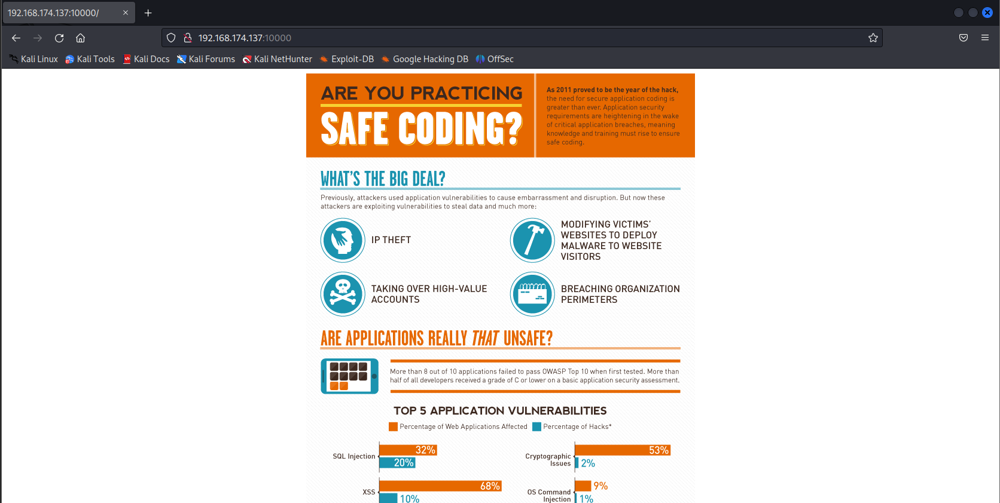 192.168.174.137:10000/
192.168.174.137:10000
Kali Linux Kali Tools Kali Docs Kali Forums Kali NetHunter Exploit-DB Google Hacking DB OffSec
ARE YOU PRACTICING
SAFE CODING?
As 2011 proved to be the year of the hack,
the need for secure application coding is
greater than ever. Application security
requirements are heightening in the wake
of critical application breaches, meaning
knowledge and training must rise to ensure
safe coding.
WHAT'S THE BIG DEAL?
Previously, attackers used application vulnerabilities to cause embarrassment and disruption. But now these
attackers are exploiting vulnerabilities to steal data and much more:
IP THEFT
MODIFYING VICTIMS'
WEBSITES TO DEPLOY
MALWARE TO WEBSITE
VISITORS
TAKING OVER HIGH-VALUE
ACCOUNTS
BREACHING ORGANIZATION
PERIMETERS
ARE APPLICATIONS REALLY THAT UNSAFE?
More than 8 out of 10 applications failed to pass OWASP Top 10 when first tested. More than
half of all developers received a grade of C or lower on a basic application security assessment.
TOP 5 APPLICATION VULNERABILITIES
Percentage of Web Applications Affected Percentage of Hacks*
SQL Injection
32%
20%
Cryptographic
Issues
53%
2%
XSS
68%
10%
OS Command
Injection
9%
1%